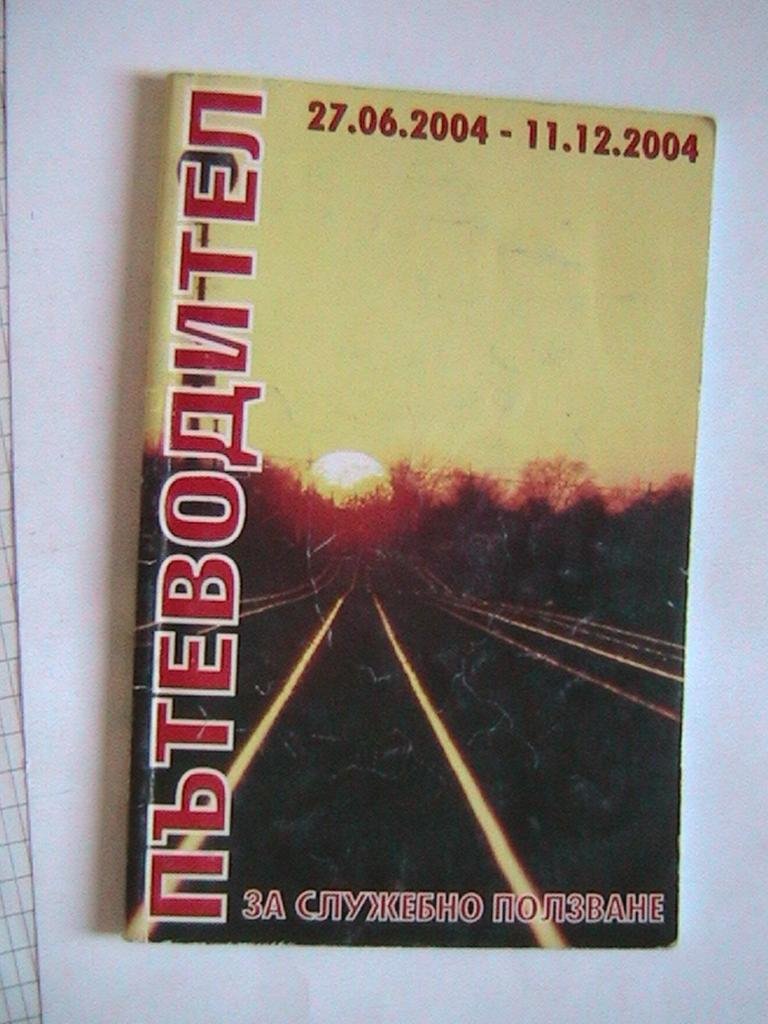 27.06.2004 - 11.12.2004
ПЪТЕВОДИТЕЛ
ЗА СЛУЖЕБНО ПОЛЗВАНЕ